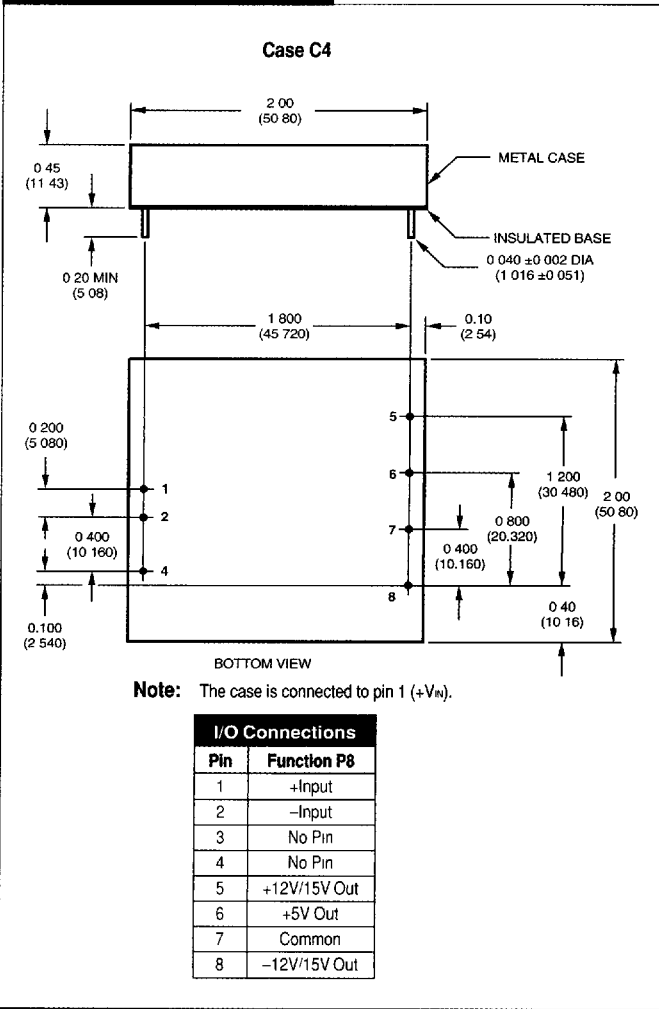 Case C4
2 00
(50 80)
0 45
(11 43)
METAL CASE
INSULATED BASE
0 20 MIN
(5 08)
0 040 ±0 002 DIA
(1 016 ±0 051)
1 800
(45 720)
0.10
(2 54)
5
0 200
(5 080)
6
1 200
(30 480)
2 00
(50 80)
1
2
0 400
(10 160)
7
0 800
(20.320)
0 400
(10.160)
4
8
0.100
(2 540)
0 40
(10 16)
BOTTOM VIEW
Note: The case is connected to pin 1 (+VIN).
I/O Connections
Pin Function P8
1 +Input
2 –Input
3 No Pin
4 No Pin
5 +12V/15V Out
6 +5V Out
7 Common
8 –12V/15V Out